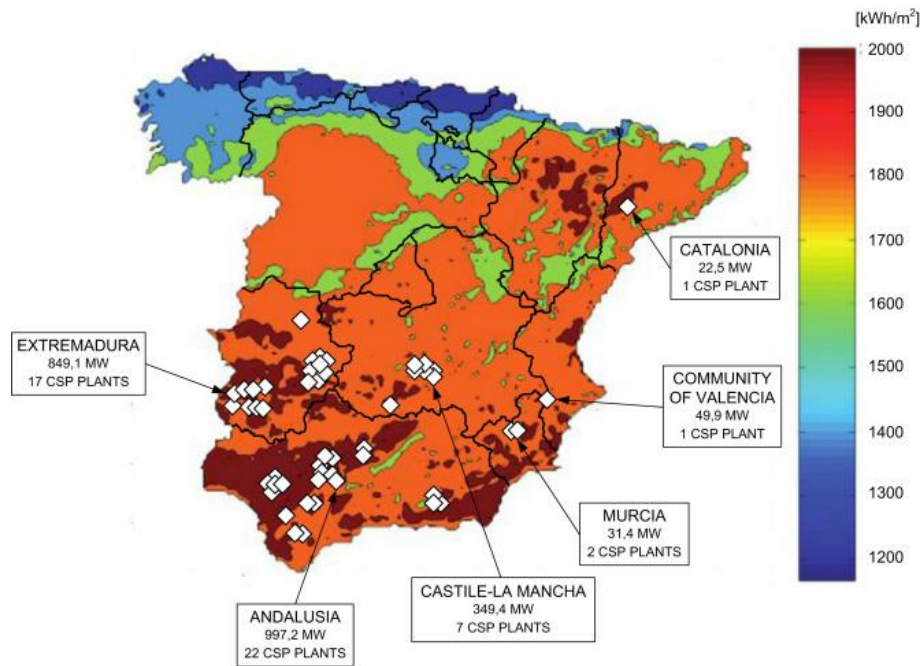 [kWh/m²]
2000
1900
1800
1700
1600
1500
1400
1300
1200
CATALONIA
22,5 MW
1 CSP PLANT
EXTREMADURA
849,1 MW
17 CSP PLANTS
COMMUNITY
OF VALENCIA
49,9 MW
1 CSP PLANT
MURCIA
31,4 MW
2 CSP PLANTS
CASTILE-LA MANCHA
349,4 MW
7 CSP PLANTS
ANDALUSIA
997,2 MW
22 CSP PLANTS